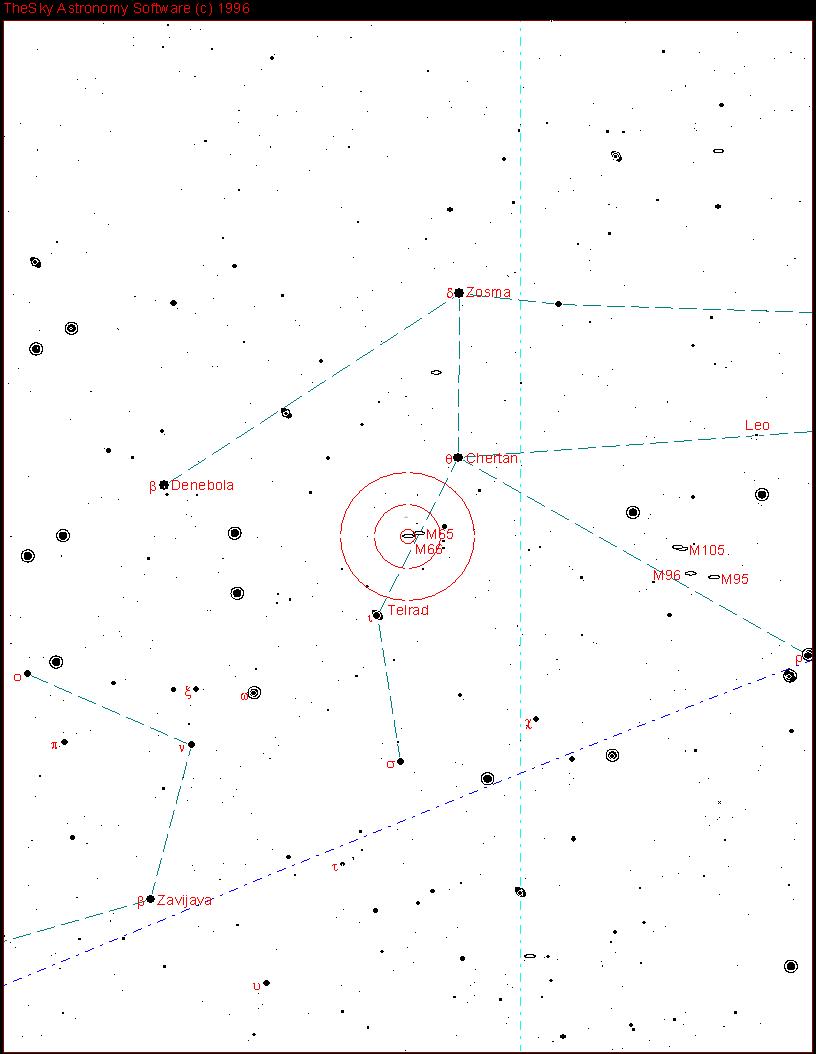 TheSky Astronomy Software (c) 1996
δ Zosma
Leo
θ Chertan
β Denebola
M65
M66
M105
M96
M95
Telrad
ι
ρ
ο
ξ
ω
χ
π
ν
σ
τ
β Zavijava
υ